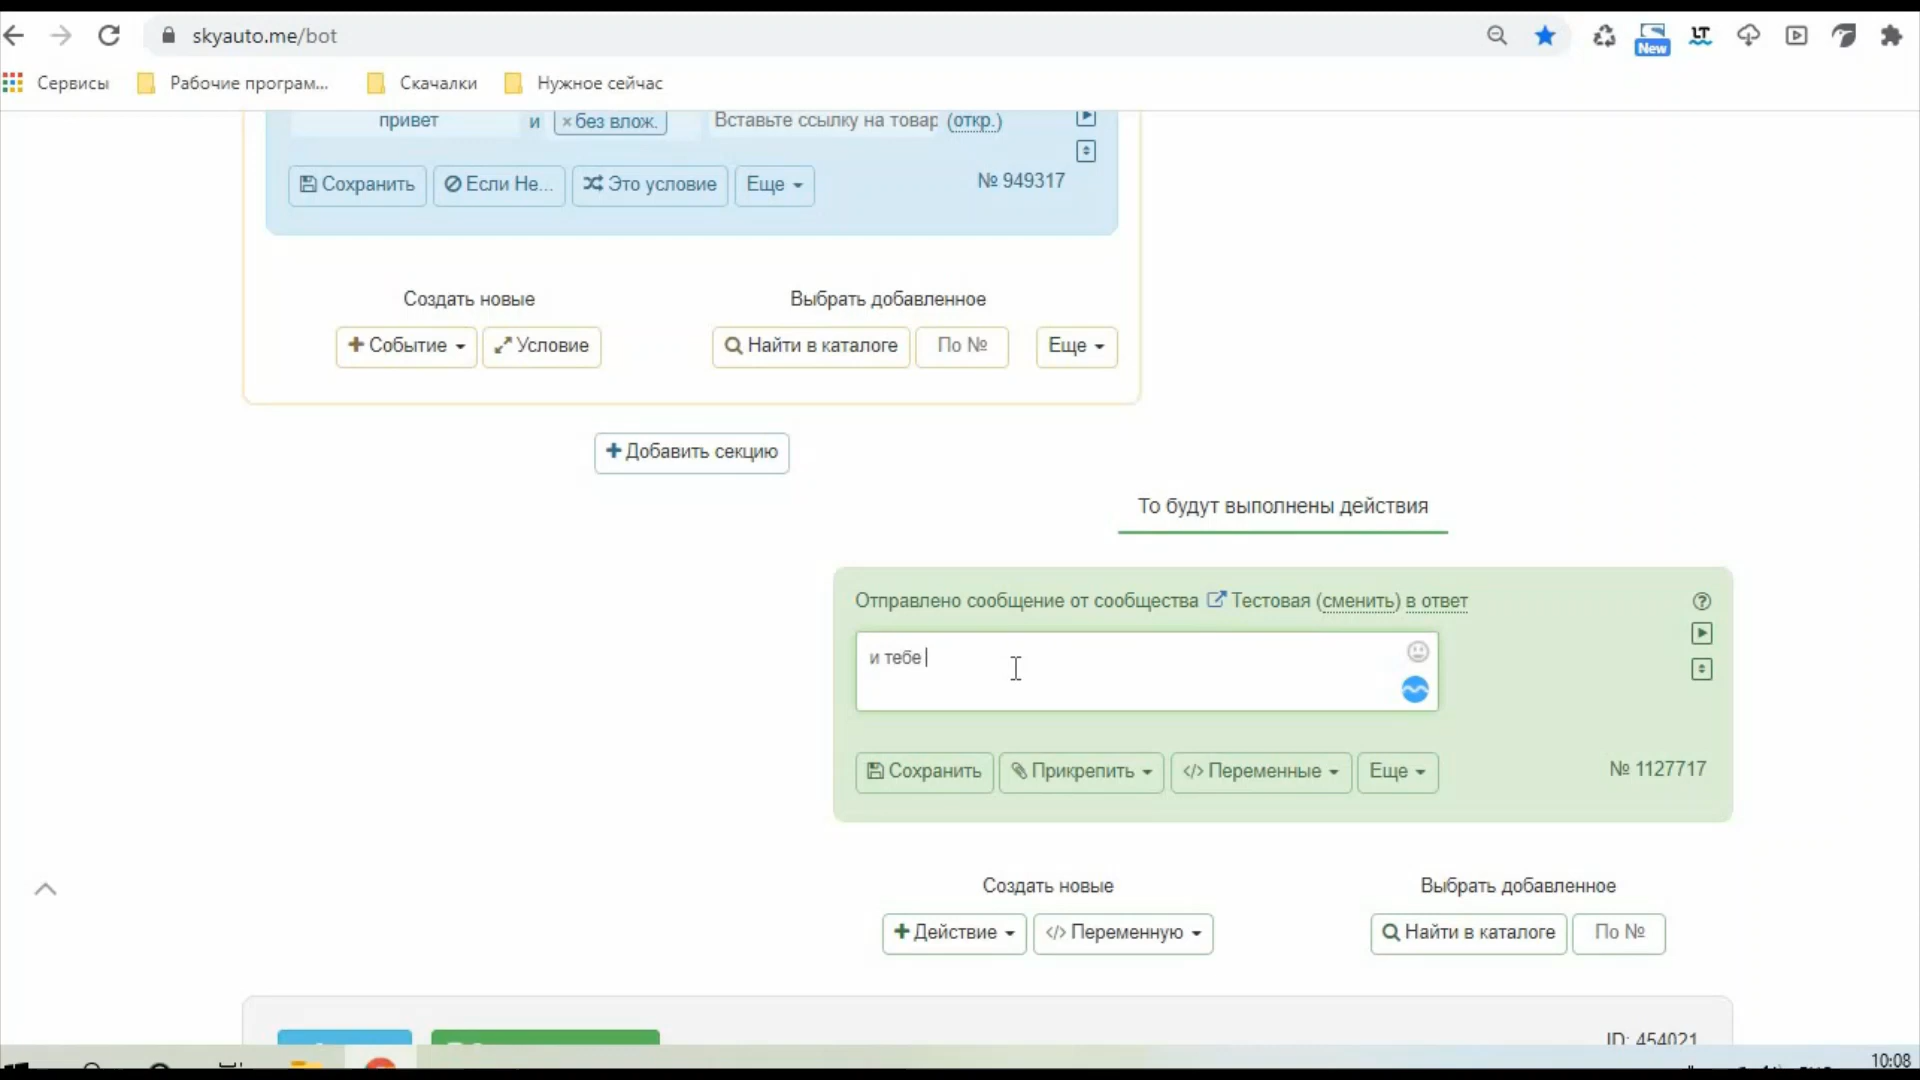 skyauto.me/bot
New
LT
Сервисы Рабочие програм... Скачалки Нужное сейчас
привет и × без влож. Вставьте ссылку на товар (откр.)
Сохранить Если Не... Это условие Еще № 949317
Создать новые Выбрать добавленное
+ Событие Условие Найти в каталоге По № Еще
+ Добавить секцию
То будут выполнены действия
Отправлено сообщение от сообщества Тестовая (сменить) в ответ
и тебе
Сохранить Прикрепить </> Переменные Еще № 1127717
Создать новые Выбрать добавленное
+ Действие </> Переменную Найти в каталоге По №
ID: 454021
10:08